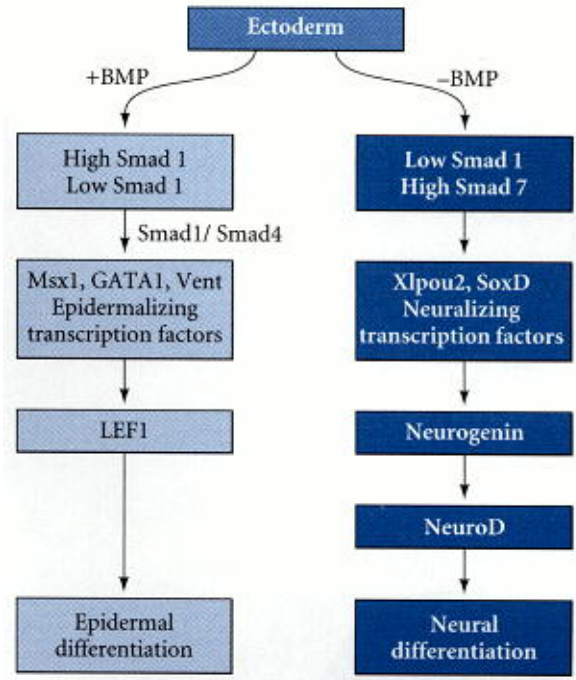 Ectoderm
+BMP
–BMP
High Smad 1
Low Smad 1
Low Smad 1
High Smad 7
Smad1/ Smad4
Msx1, GATA1, Vent
Epidermalizing
transcription factors
Xlpou2, SoxD
Neuralizing
transcription factors
LEF1
Neurogenin
NeuroD
Epidermal
differentiation
Neural
differentiation